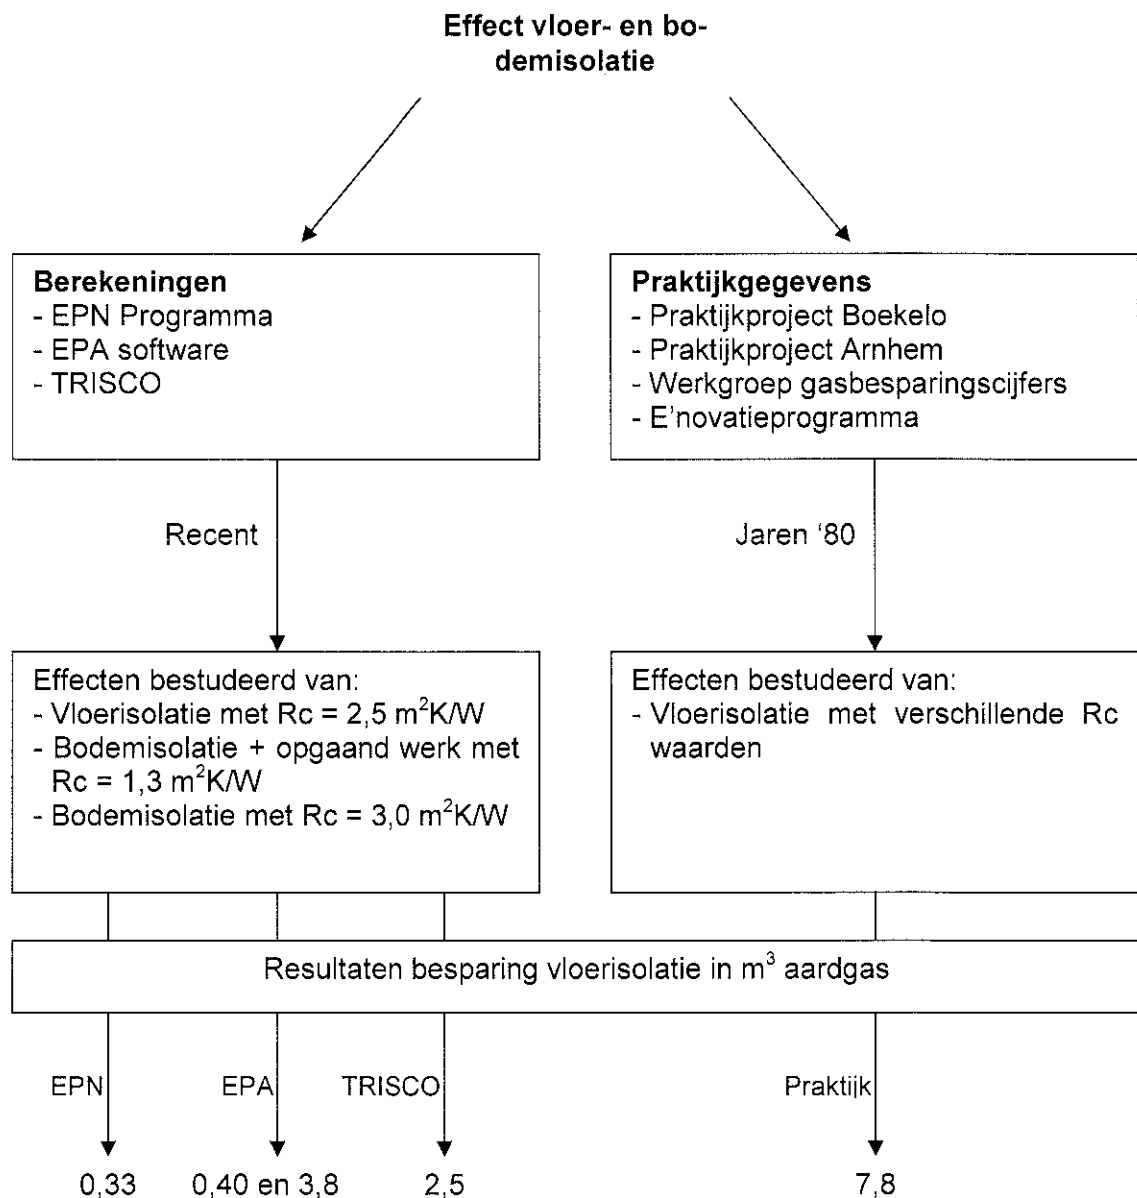 Effect vloer- en bo-
demisolatie
Berekeningen
- EPN Programma
- EPA software
- TRISCO
Praktijkgegevens
- Praktijkproject Boekelo
- Praktijkproject Arnhem
- Werkgroep gasbesparingscijfers
- E'novatieprogramma
Recent
Jaren '80
Effecten bestudeerd van:
- Vloerisolatie met Rc = 2,5 m²K/W
- Bodemisolatie + opgaand werk met
Rc = 1,3 m²K/W
- Bodemisolatie met Rc = 3,0 m²K/W
Effecten bestudeerd van:
- Vloerisolatie met verschillende Rc
waarden
Resultaten besparing vloerisolatie in m³ aardgas
EPN
EPA
TRISCO
Praktijk
0,33
0,40 en 3,8
2,5
7,8